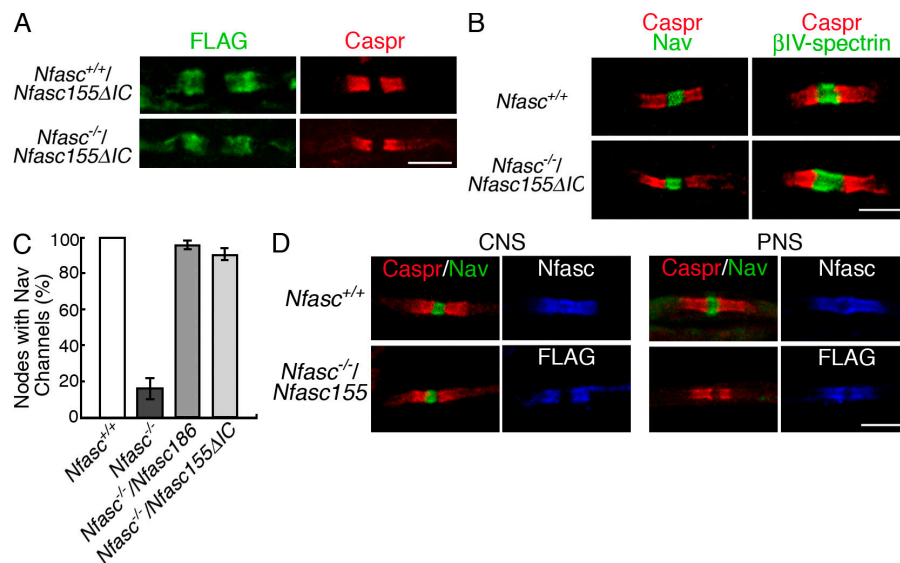 A
FLAG
Caspr
Nfasc+/+/
Nfasc155ΔIC
Nfasc-/-/
Nfasc155ΔIC
B
Caspr
Nav
Caspr
βIV-spectrin
Nfasc+/+
Nfasc-/-/
Nfasc155ΔIC
C
Nodes with Nav
Channels (%)
100
80
60
40
20
0
Nfasc+/+
Nfasc-/-
Nfasc-/-/Nfasc186
Nfasc-/-/Nfasc155ΔIC
D
CNS
PNS
Caspr/Nav
Nfasc
Caspr/Nav
Nfasc
Nfasc+/+
FLAG
FLAG
Nfasc-/-/
Nfasc155